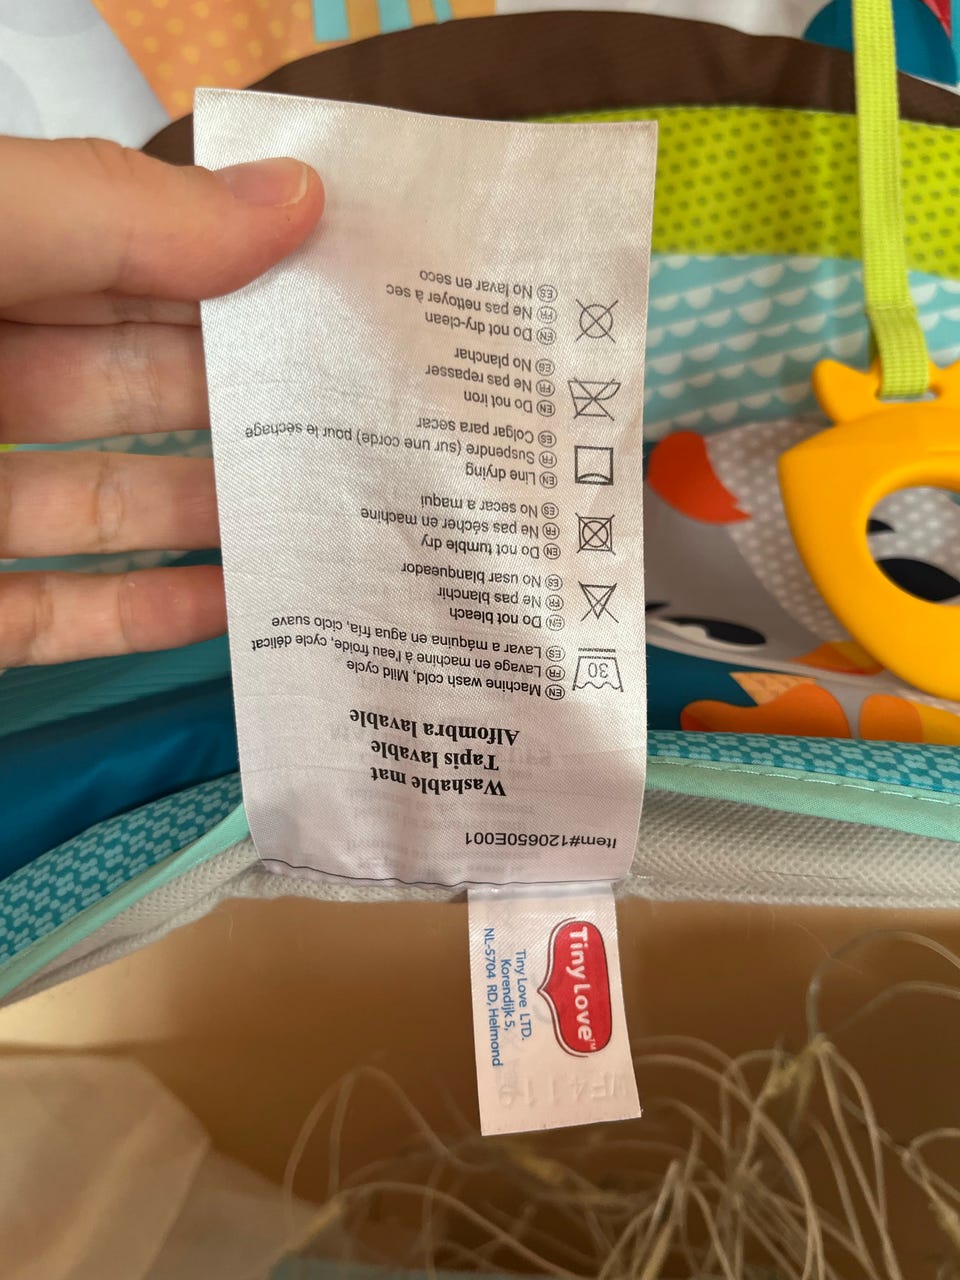 Item#120650E001
Washable mat
Tapis lavable
Alfombra lavable
30
EN Machine wash cold, Mild cycle
FR Lavage en machine à l'eau froide, cycle délicat
ES Lavar a máquina en agua fría, ciclo suave
EN Do not bleach
FR Ne pas blanchir
ES No usar blanqueador
EN Do not tumble dry
FR Ne pas sécher en machine
ES No secar a maqui
EN Line drying
FR Suspendre (sur une corde) pour le séchage
ES Colgar para secar
EN Do not iron
FR Ne pas repasser
ES No planchar
EN Do not dry-clean
FR Ne pas nettoyer à sec
ES No lavar en seco
Tiny Love™
Tiny Love LTD.
Korendijk 5,
NL-5704 RD, Helmond